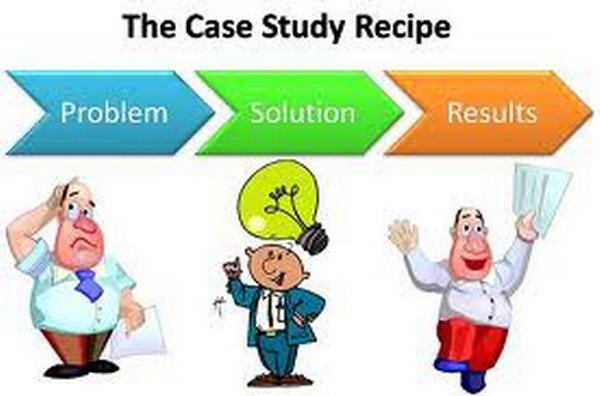 The Case Study Recipe
Problem
Solution
Results